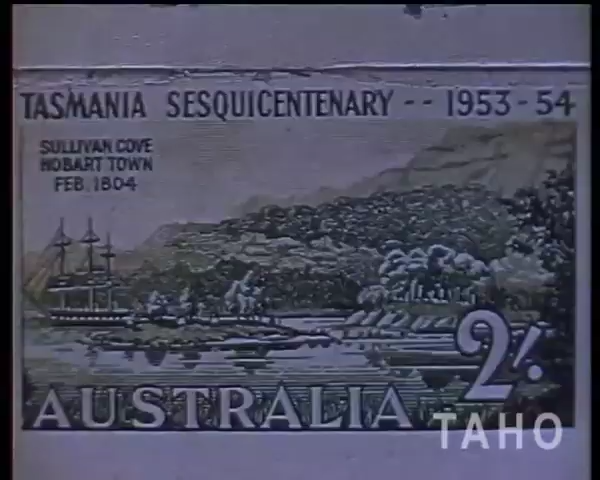 TASMANIA SESQUICENTENARY -- 1953-54
SULLIVAN COVE
HOBART TOWN
FEB. 1804
2/.
AUSTRALIA
TAHO